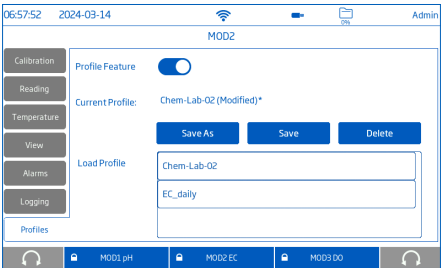 06:57:52 2024-03-14 0% Admin
MOD2
Calibration
Profile Feature
Reading
Current Profile: Chem-Lab-02 (Modified)*
Temperature
Save As Save Delete
View
Load Profile
Chem-Lab-02
Alarms
EC_daily
Logging
Profiles
MOD1 pH MOD2 EC MOD3 DO